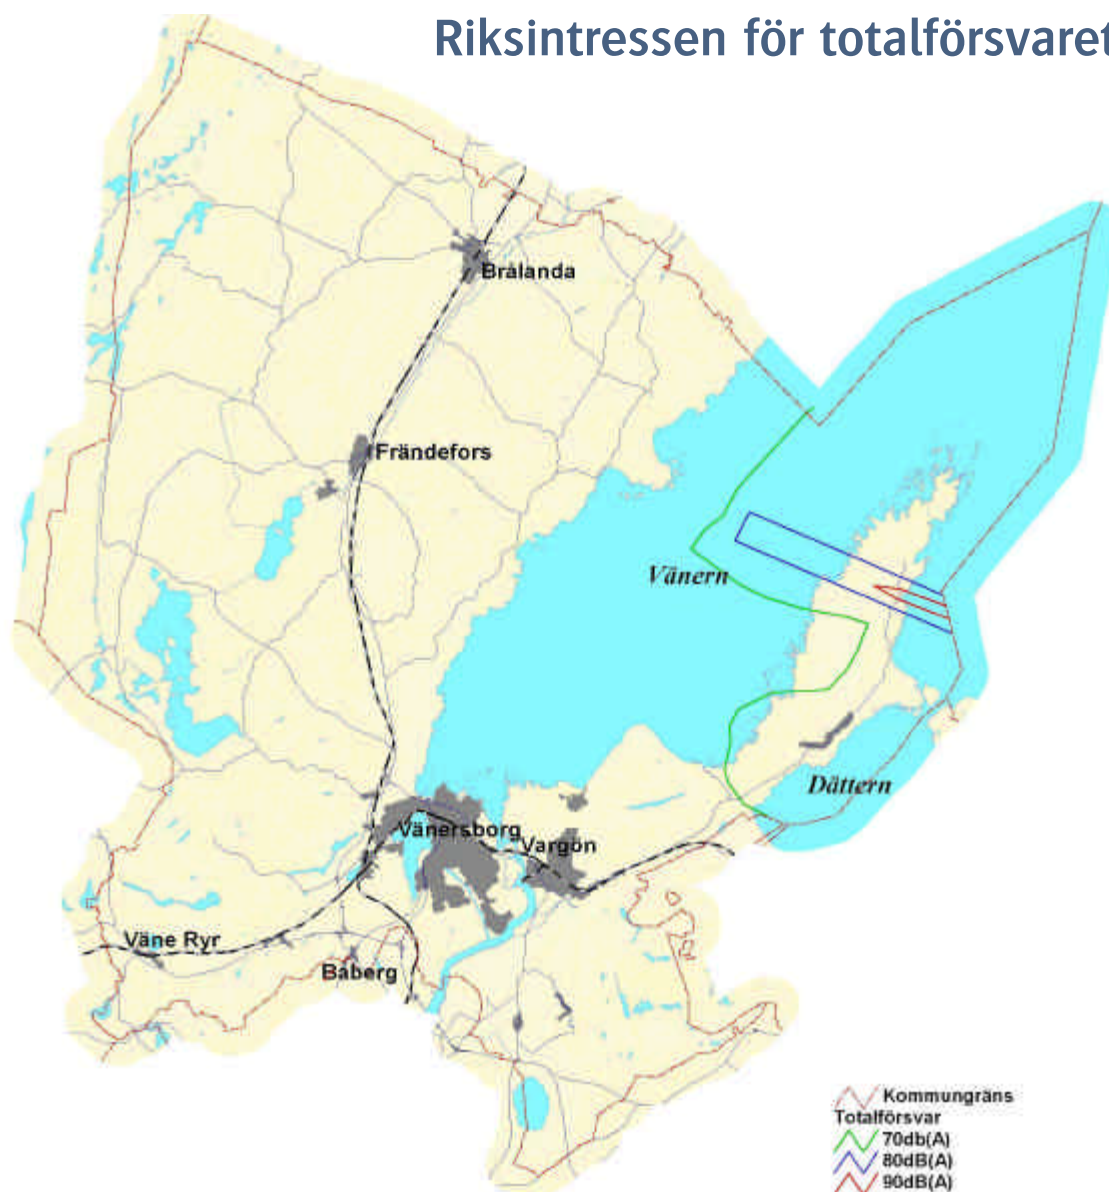 Riksintressen för totalförsvaret
Brålanda
Frändefors
Vänern
Dättern
Vänersborg
Vargön
Väne Ryr
Båberg
Kommungräns
Totalförsvar
70db(A)
80dB(A)
90dB(A)